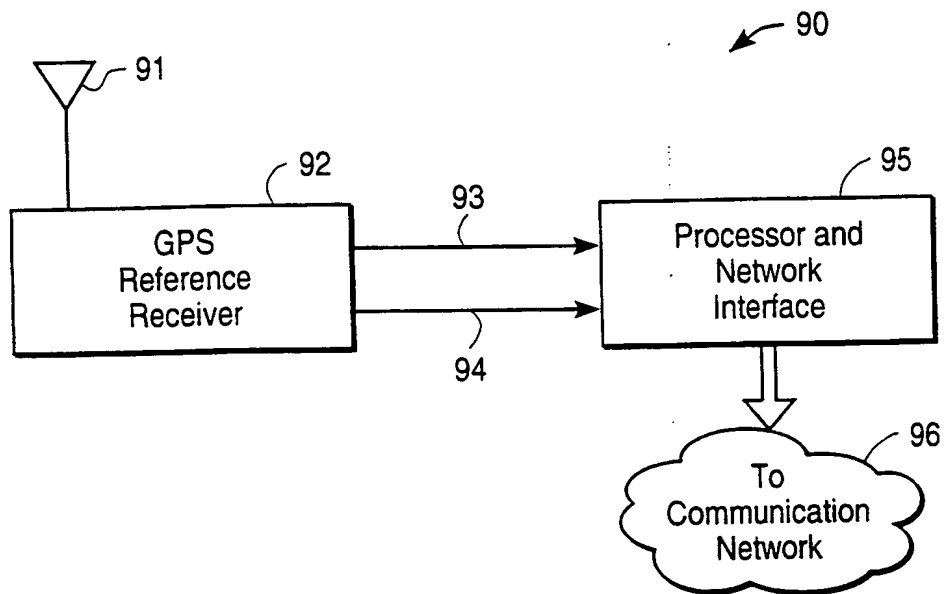 90
91
92
GPS
Reference
Receiver
93
94
95
Processor and
Network
Interface
96
To
Communication
Network